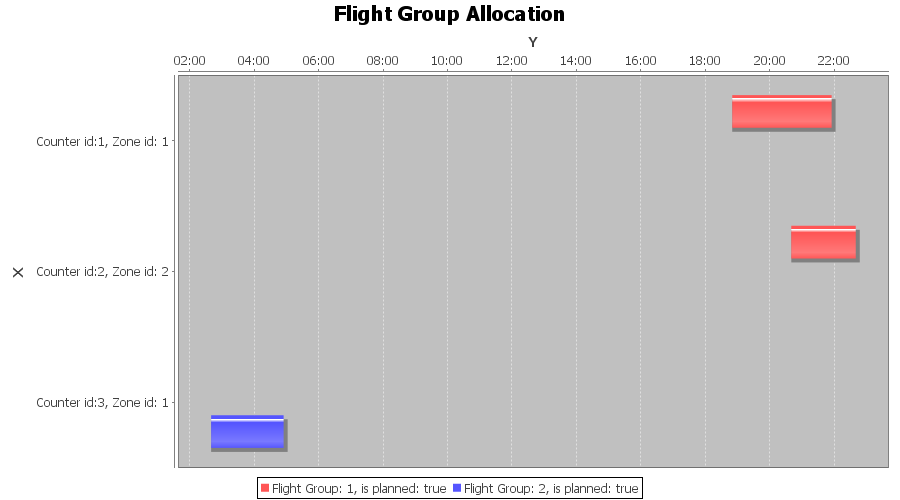 Flight Group Allocation
Y
02:00 04:00 06:00 08:00 10:00 12:00 14:00 16:00 18:00 20:00 22:00
Counter id:1, Zone id: 1
X
Counter id:2, Zone id: 2
Counter id:3, Zone id: 1
Flight Group: 1, is planned: true Flight Group: 2, is planned: true